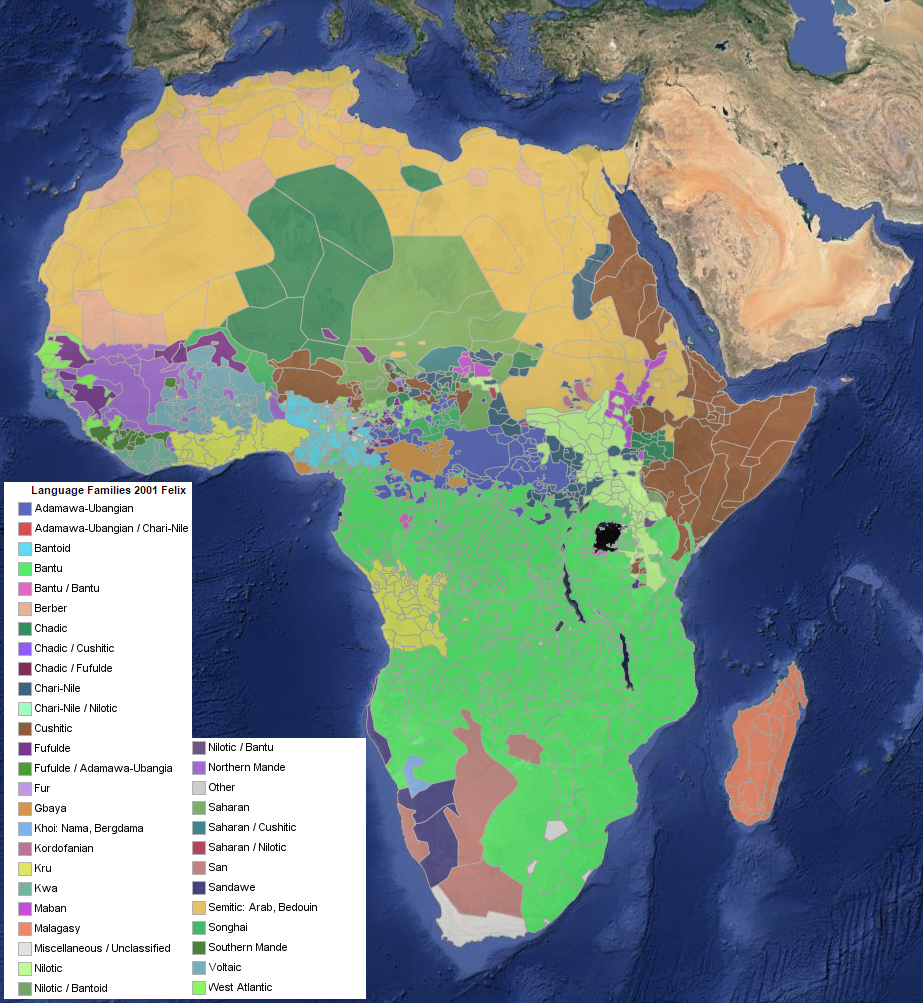 Language Families 2001 Felix
Adamawa-Ubangian
Adamawa-Ubangian / Chari-Nile
Bantoid
Bantu
Bantu / Bantu
Berber
Chadic
Chadic / Cushitic
Chadic / Fufulde
Chari-Nile
Chari-Nile / Nilotic
Cushitic
Fufulde
Fufulde / Adamawa-Ubangia
Fur
Gbaya
Khoi: Nama, Bergdama
Kordofanian
Kru
Kwa
Maban
Malagasy
Miscellaneous / Unclassified
Nilotic
Nilotic / Bantoid
Nilotic / Bantu
Northern Mande
Other
Saharan
Saharan / Cushitic
Saharan / Nilotic
San
Sandawe
Semitic: Arab, Bedouin
Songhai
Southern Mande
Voltaic
West Atlantic